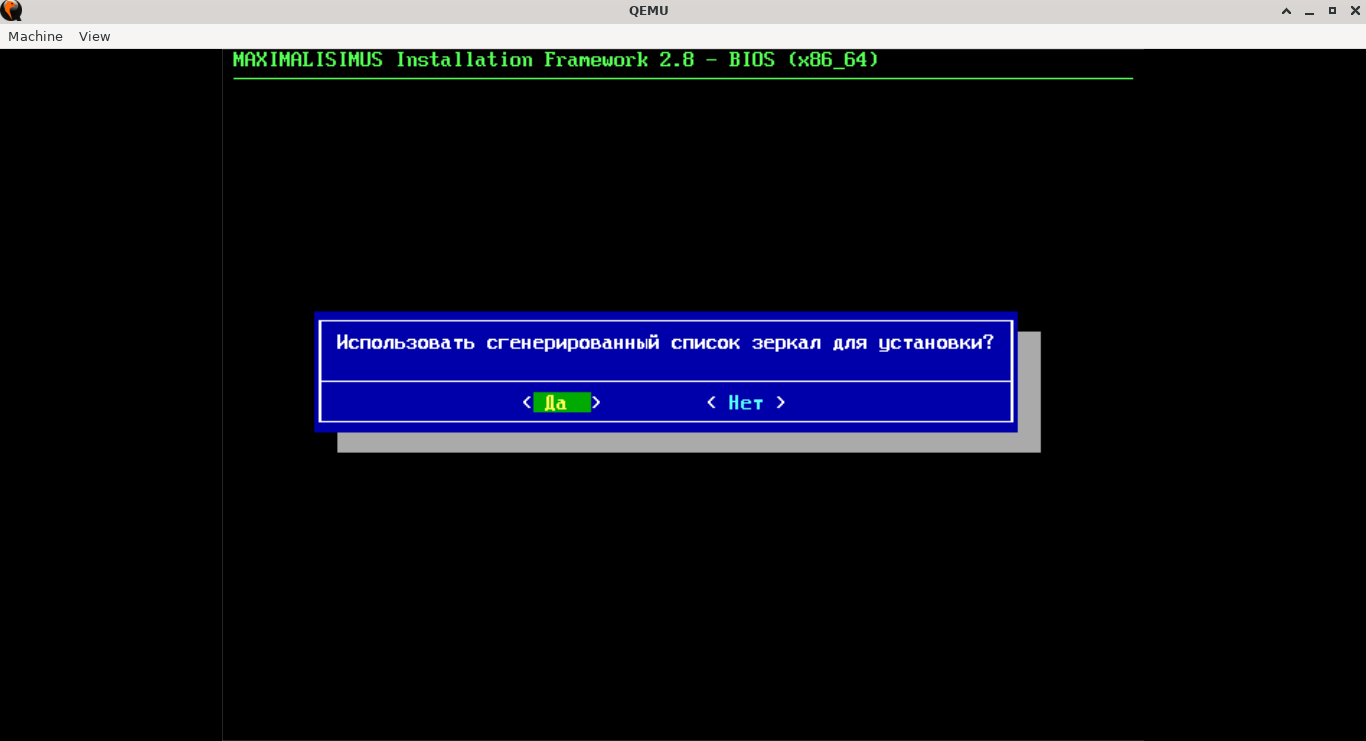 QEMU
Machine View
MAXIMALISIMUS Installation Framework 2.8 - BIOS (x86_64)
Использовать сгенерированный список зеркал для установки?
< Да > < Нет >